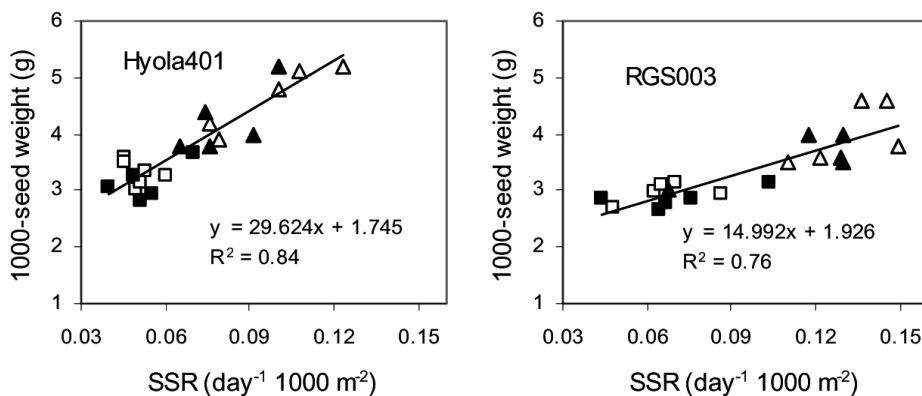 1000-seed weight (g)
6
5
4
3
2
1
Hyola401
y = 29.624x + 1.745
R² = 0.84
0.03 0.06 0.09 0.12 0.15
SSR (day⁻¹ 1000 m⁻²)
1000-seed weight (g)
6
5
4
3
2
1
RGS003
y = 14.992x + 1.926
R² = 0.76
0.03 0.06 0.09 0.12 0.15
SSR (day⁻¹ 1000 m⁻²)